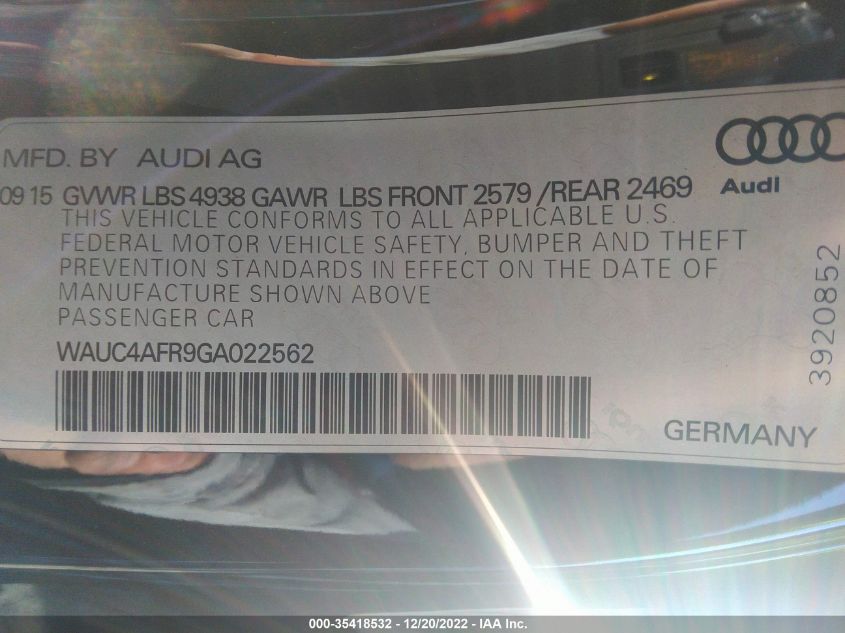 MFD. BY AUDI AG
Audi
09 15 GVWR LBS 4938 GAWR LBS FRONT 2579 /REAR 2469
THIS VEHICLE CONFORMS TO ALL APPLICABLE U.S.
FEDERAL MOTOR VEHICLE SAFETY, BUMPER AND THEFT
PREVENTION STANDARDS IN EFFECT ON THE DATE OF
MANUFACTURE SHOWN ABOVE
PASSENGER CAR
WAUC4AFR9GA022562
3920852
GERMANY
000-35418532 - 12/20/2022 - IAA Inc.